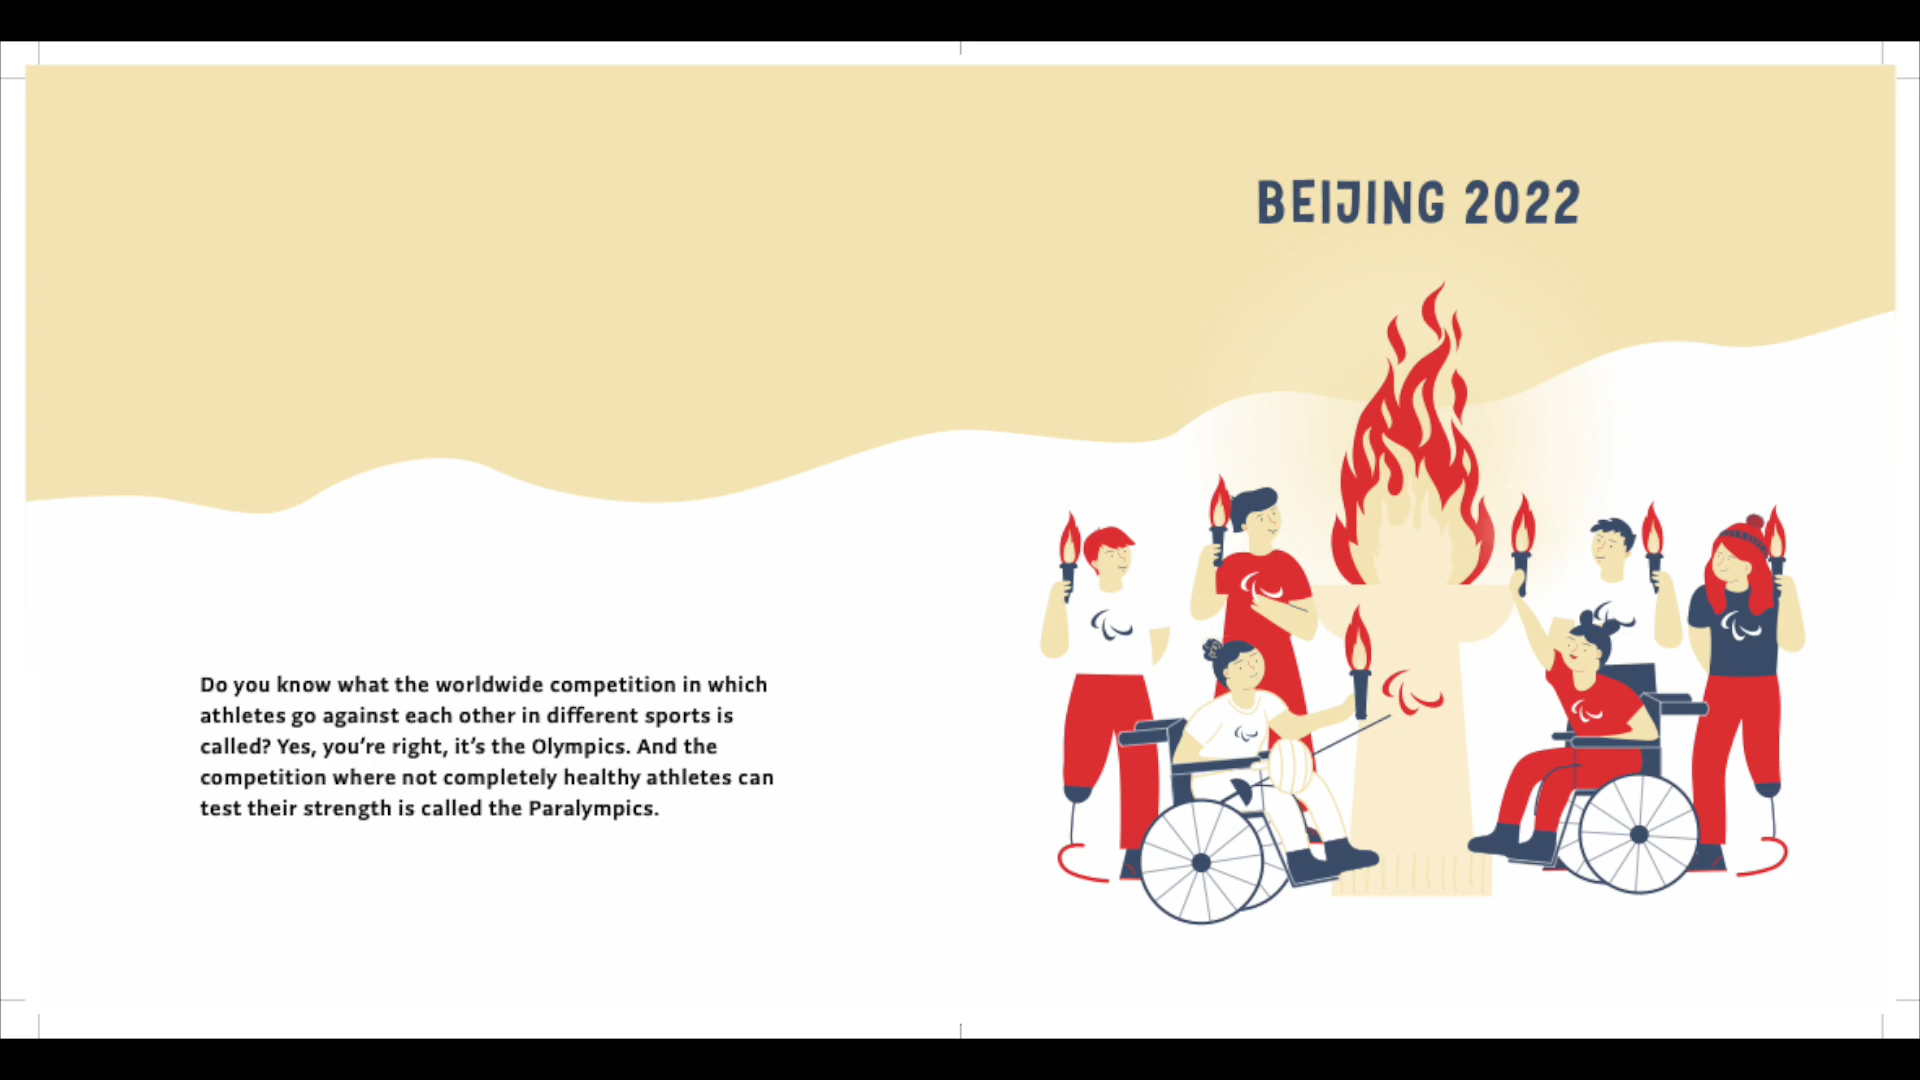 BEIJING 2022
Do you know what the worldwide competition in which
athletes go against each other in different sports is
called? Yes, you’re right, it’s the Olympics. And the
competition where not completely healthy athletes can
test their strength is called the Paralympics.